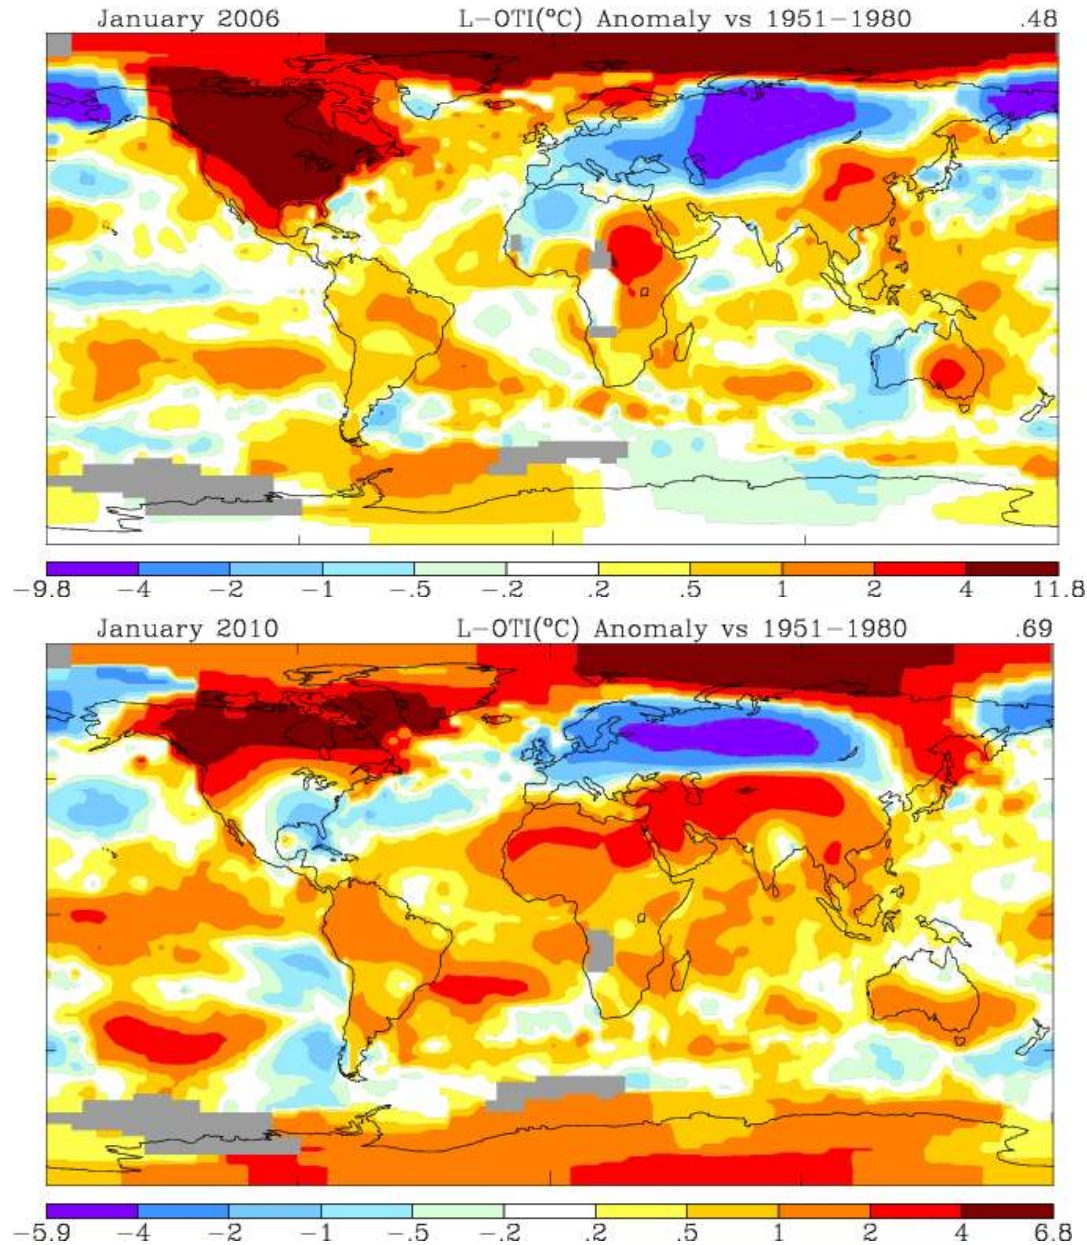 January 2006 L-OTI(°C) Anomaly vs 1951-1980 .48
-9.8 -4 -2 -1 -.5 -.2 .2 .5 1 2 4 11.8
January 2010 L-OTI(°C) Anomaly vs 1951-1980 .69
-5.9 -4 -2 -1 -.5 -.2 .2 .5 1 2 4 6.8